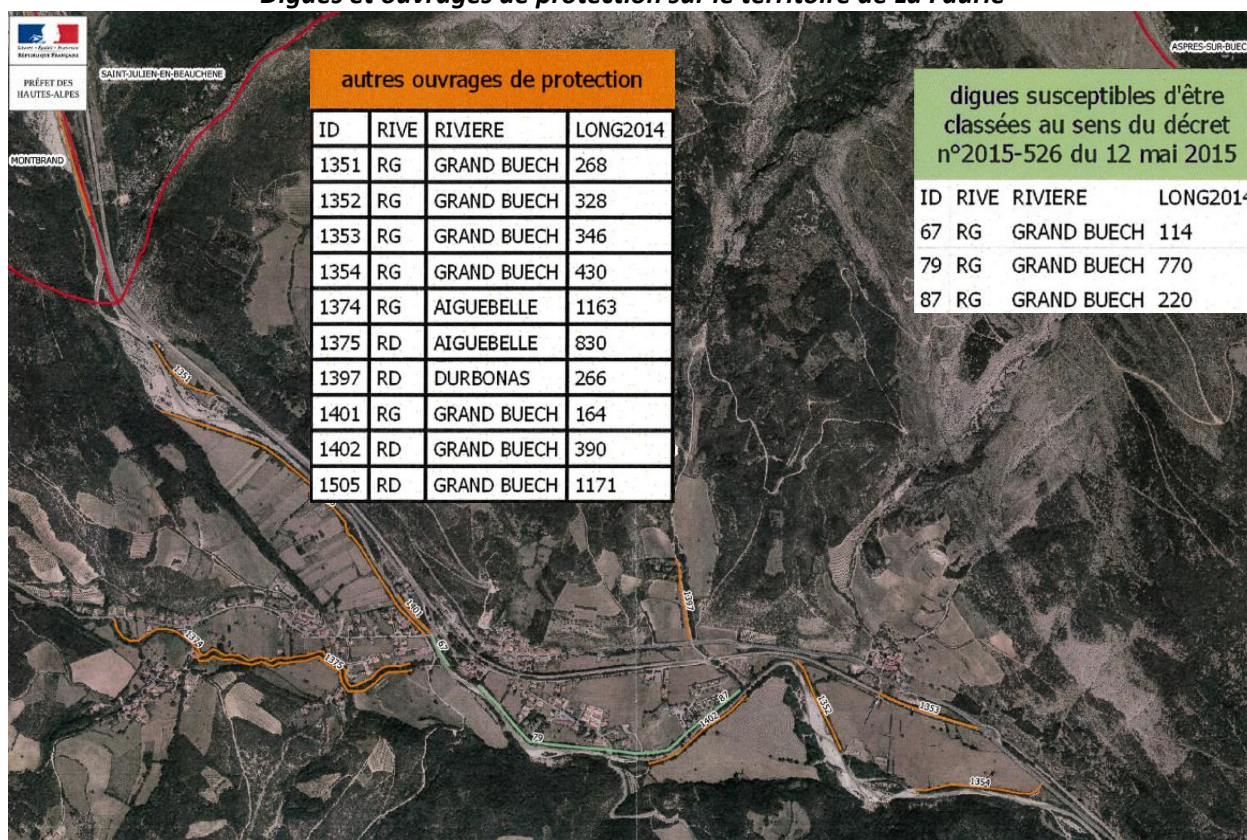 Digues et ouvrages de protection sur le territoire de La Faurie
RÉPUBLIQUE FRANÇAISE
PRÉFET DES
HAUTES-ALPES
SAINT-JULIEN-EN-BEAUCHENE
MONTBRAND
ASPRES-SUR-BUEC
autres ouvrages de protection
ID RIVE RIVIERE LONG2014
1351 RG GRAND BUECH 268
1352 RG GRAND BUECH 328
1353 RG GRAND BUECH 346
1354 RG GRAND BUECH 430
1374 RG AIGUEBELLE 1163
1375 RD AIGUEBELLE 830
1397 RD DURBONAS 266
1401 RG GRAND BUECH 164
1402 RD GRAND BUECH 390
1505 RD GRAND BUECH 1171
digues susceptibles d'être
classées au sens du décret
n°2015-526 du 12 mai 2015
ID RIVE RIVIERE LONG2014
67 RG GRAND BUECH 114
79 RG GRAND BUECH 770
87 RG GRAND BUECH 220
1351
1401
1397
67
1374
1375
87
1402
79
1352
1353
1354